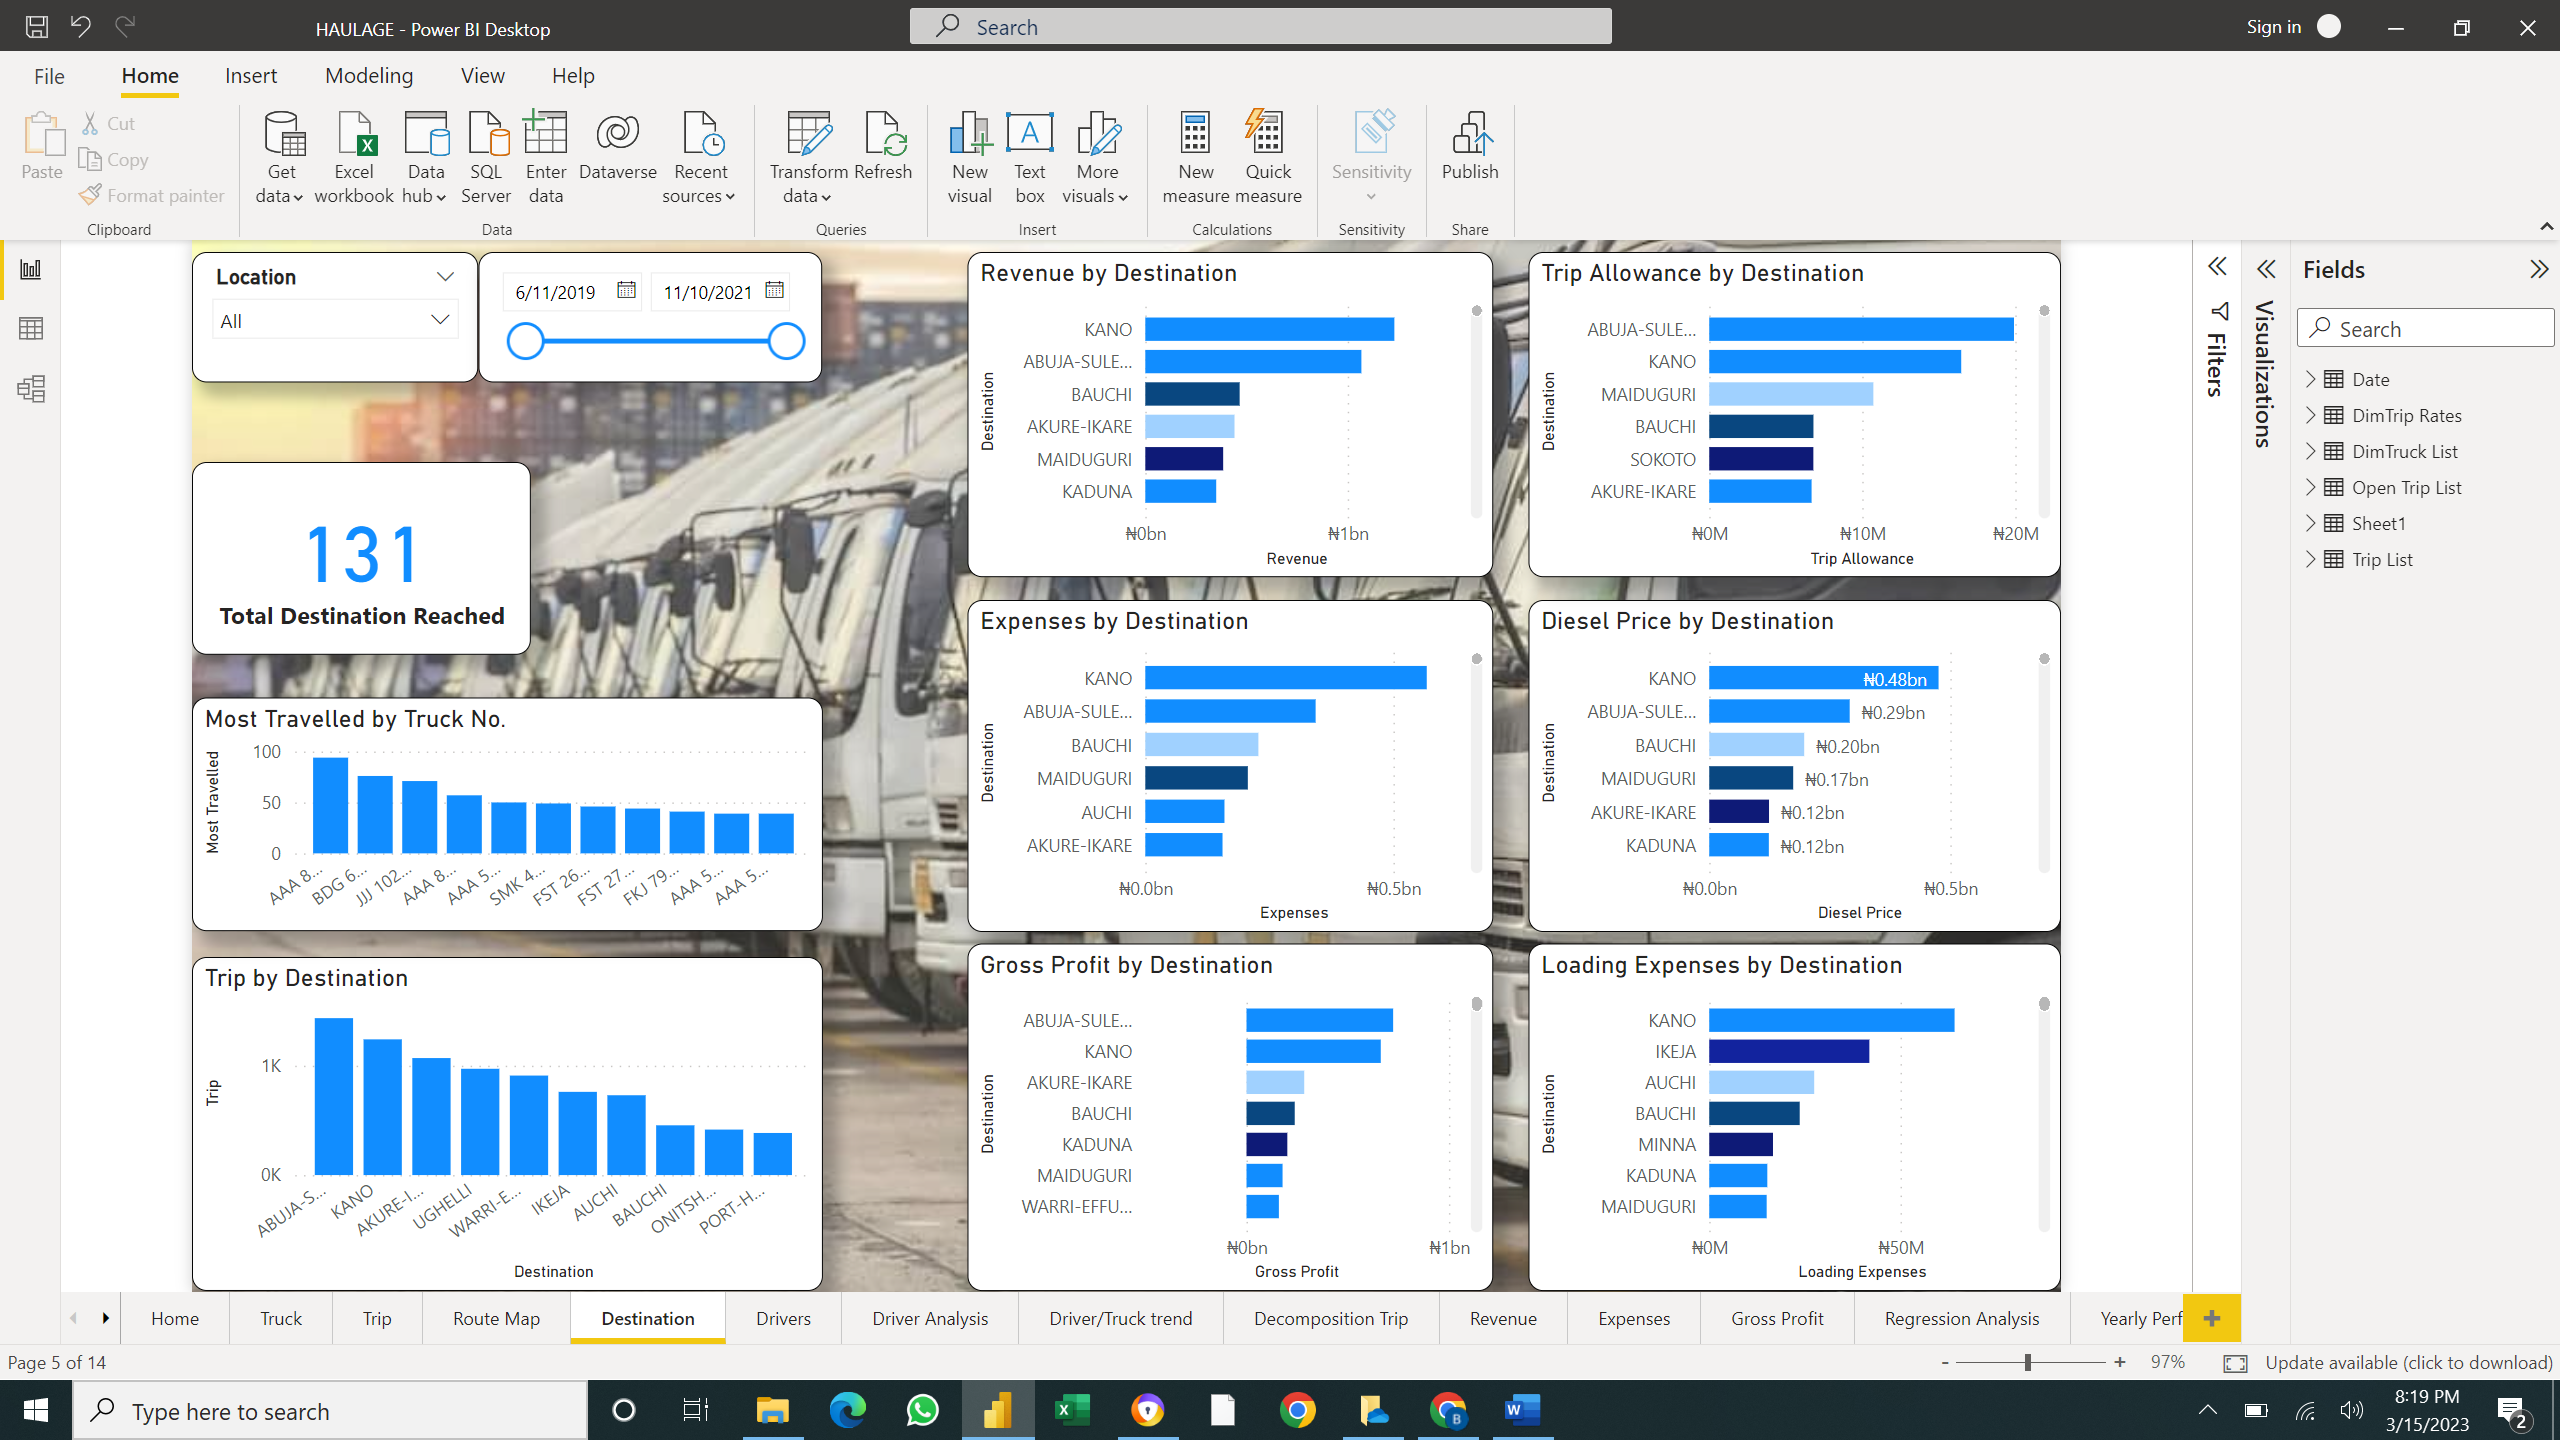 HAULAGE - Power BI Desktop
Search
Sign in
File Home Insert Modeling View Help
Paste
Cut
Copy
Format painter
Clipboard
Get data
Excel workbook
Data hub
SQL Server
Enter data
Dataverse
Recent sources
Data
Transform data
Refresh
Queries
New visual
Text box
More visuals
Insert
New measure
Quick measure
Calculations
Sensitivity
Sensitivity
Publish
Share
Location
All
6/11/2019
11/10/2021
131
Total Destination Reached
Most Travelled by Truck No.
Most Travelled
100
50
0
AAA 8...
BDG 6...
JJJ 102...
AAA 8...
AAA 5...
SMK 4...
FST 26...
FST 27...
FKJ 79...
AAA 5...
AAA 5...
Trip by Destination
Trip
1K
0K
ABUJA-S...
KANO
AKURE-I...
UGHELLI
WARRI-E...
IKEJA
AUCHI
BAUCHI
ONITSH...
PORT-H...
Destination
Revenue by Destination
Destination
KANO
ABUJA-SULE...
BAUCHI
AKURE-IKARE
MAIDUGURI
KADUNA
₦0bn
₦1bn
Revenue
Trip Allowance by Destination
Destination
ABUJA-SULE...
KANO
MAIDUGURI
BAUCHI
SOKOTO
AKURE-IKARE
₦0M
₦10M
₦20M
Trip Allowance
Expenses by Destination
Destination
KANO
ABUJA-SULE...
BAUCHI
MAIDUGURI
AUCHI
AKURE-IKARE
₦0.0bn
₦0.5bn
Expenses
Diesel Price by Destination
Destination
KANO ₦0.48bn
ABUJA-SULE... ₦0.29bn
BAUCHI ₦0.20bn
MAIDUGURI ₦0.17bn
AKURE-IKARE ₦0.12bn
KADUNA ₦0.12bn
₦0.0bn
₦0.5bn
Diesel Price
Gross Profit by Destination
Destination
ABUJA-SULE...
KANO
AKURE-IKARE
BAUCHI
KADUNA
MAIDUGURI
WARRI-EFFU...
₦0bn
₦1bn
Gross Profit
Loading Expenses by Destination
Destination
KANO
IKEJA
AUCHI
BAUCHI
MINNA
KADUNA
MAIDUGURI
₦0M
₦50M
Loading Expenses
Filters
Visualizations
Fields
Search
Date
DimTrip Rates
DimTruck List
Open Trip List
Sheet1
Trip List
Home Truck Trip Route Map Destination Drivers Driver Analysis Driver/Truck trend Decomposition Trip Revenue Expenses Gross Profit Regression Analysis Yearly Perf
Page 5 of 14
- + 97%
Update available (click to download)
Type here to search
8:19 PM
3/15/2023
2